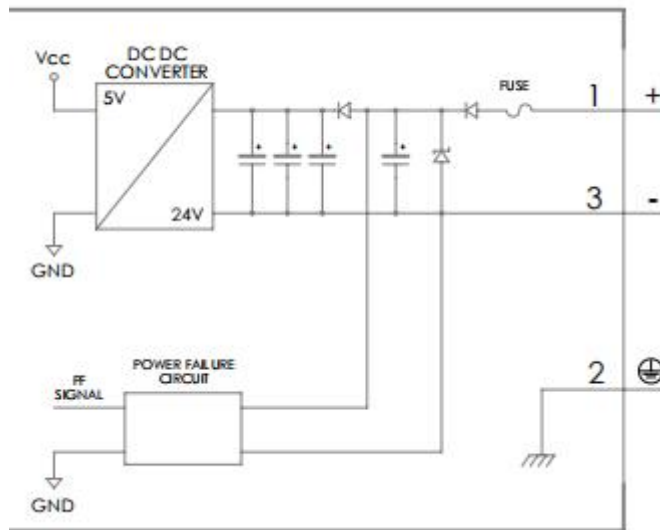 DC DC
CONVERTER
Vcc
5V
24V
GND
FUSE
1 +
3 -
2
POWER FAILURE
CIRCUIT
PF
SIGNAL
GND